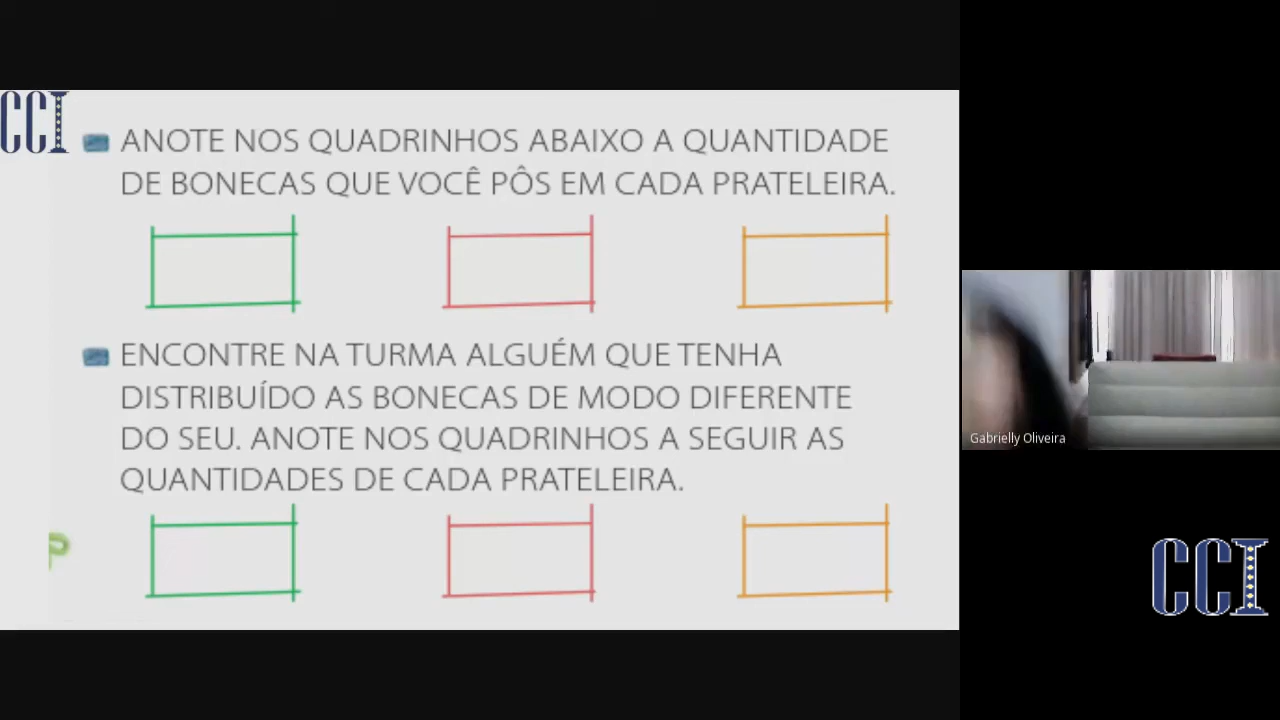 CCI
ANOTE NOS QUADRINHOS ABAIXO A QUANTIDADE
DE BONECAS QUE VOCÊ PÔS EM CADA PRATELEIRA.
ENCONTRE NA TURMA ALGUÉM QUE TENHA
DISTRIBUÍDO AS BONECAS DE MODO DIFERENTE
DO SEU. ANOTE NOS QUADRINHOS A SEGUIR AS
QUANTIDADES DE CADA PRATELEIRA.
Gabrielly Oliveira
CCI